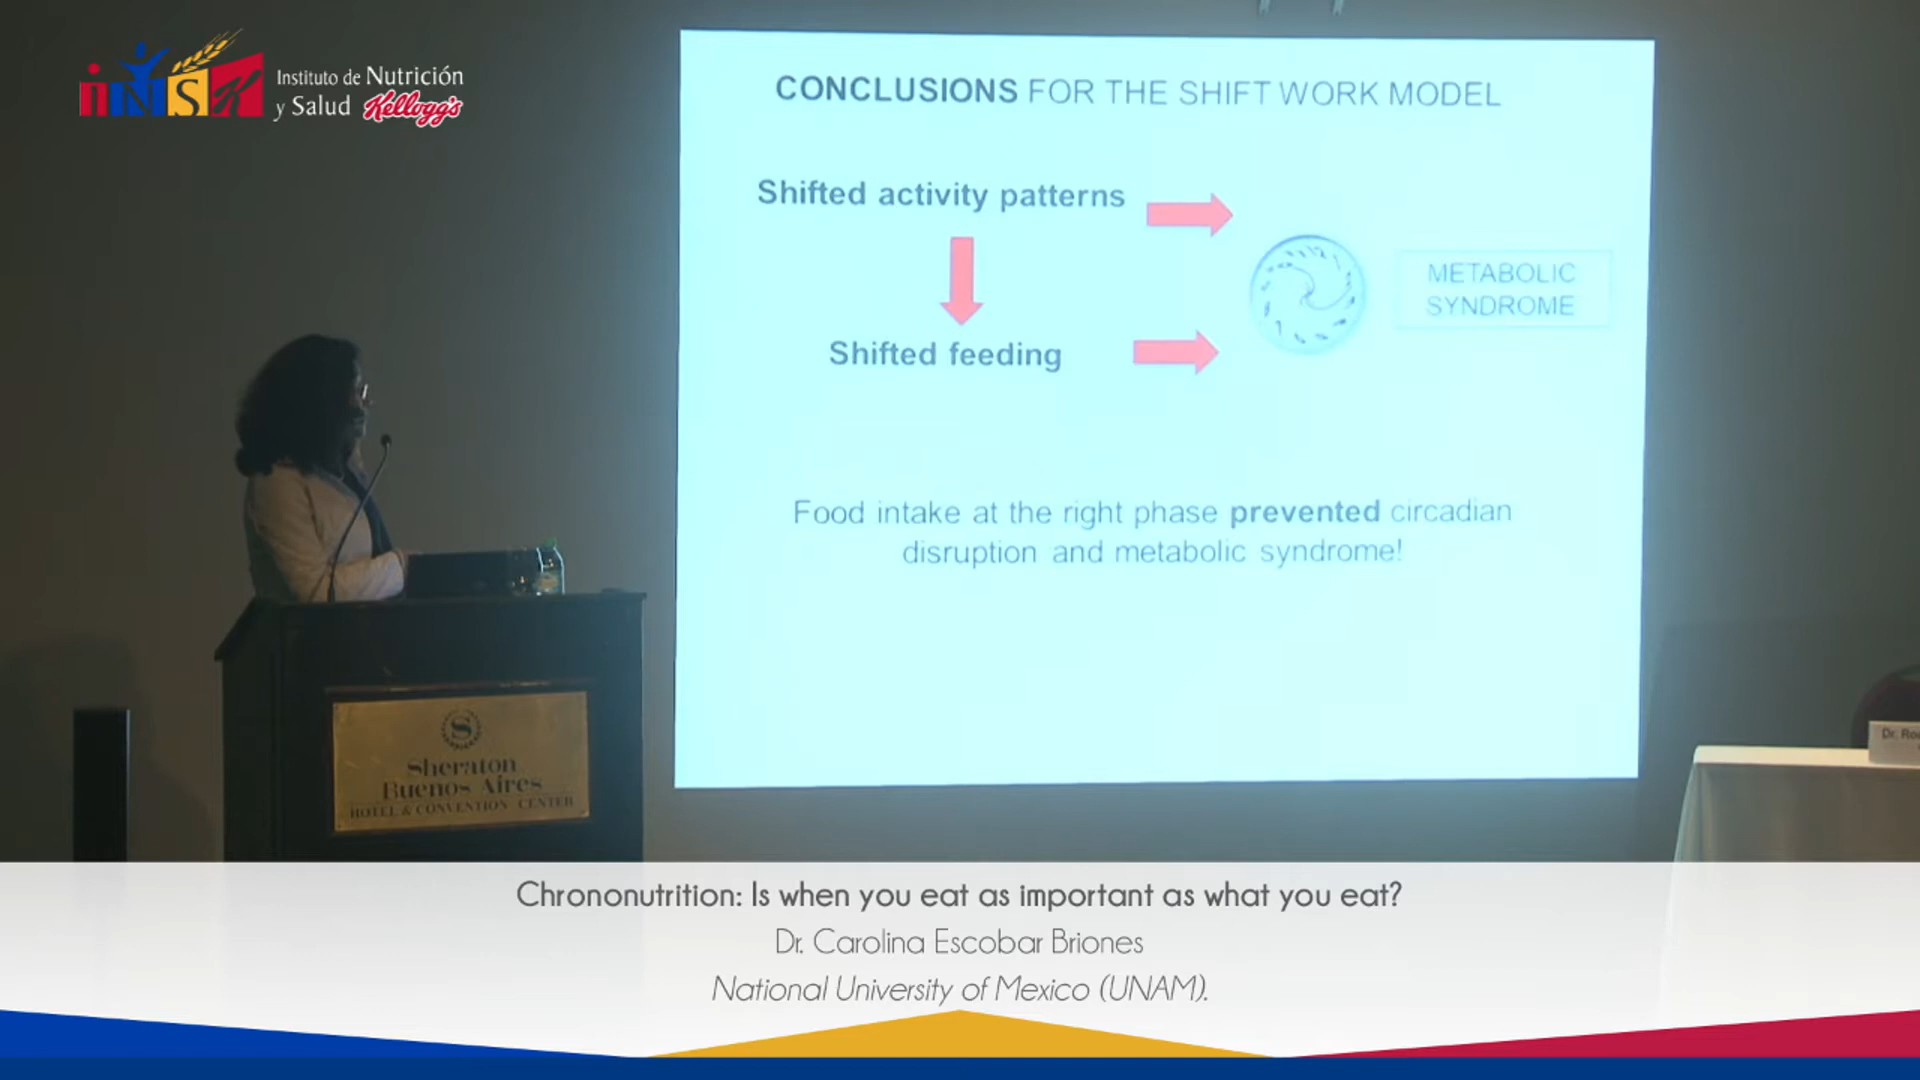 iNSK
Instituto de Nutrición
y Salud Kellogg's
CONCLUSIONS FOR THE SHIFT WORK MODEL
Shifted activity patterns
METABOLIC
SYNDROME
Shifted feeding
Food intake at the right phase prevented circadian
disruption and metabolic syndrome!
S
Sheraton
Buenos Aires
HOTEL & CONVENTION CENTER
Dr.
Chrononutrition: Is when you eat as important as what you eat?
Dr. Carolina Escobar Briones
National University of Mexico (UNAM).